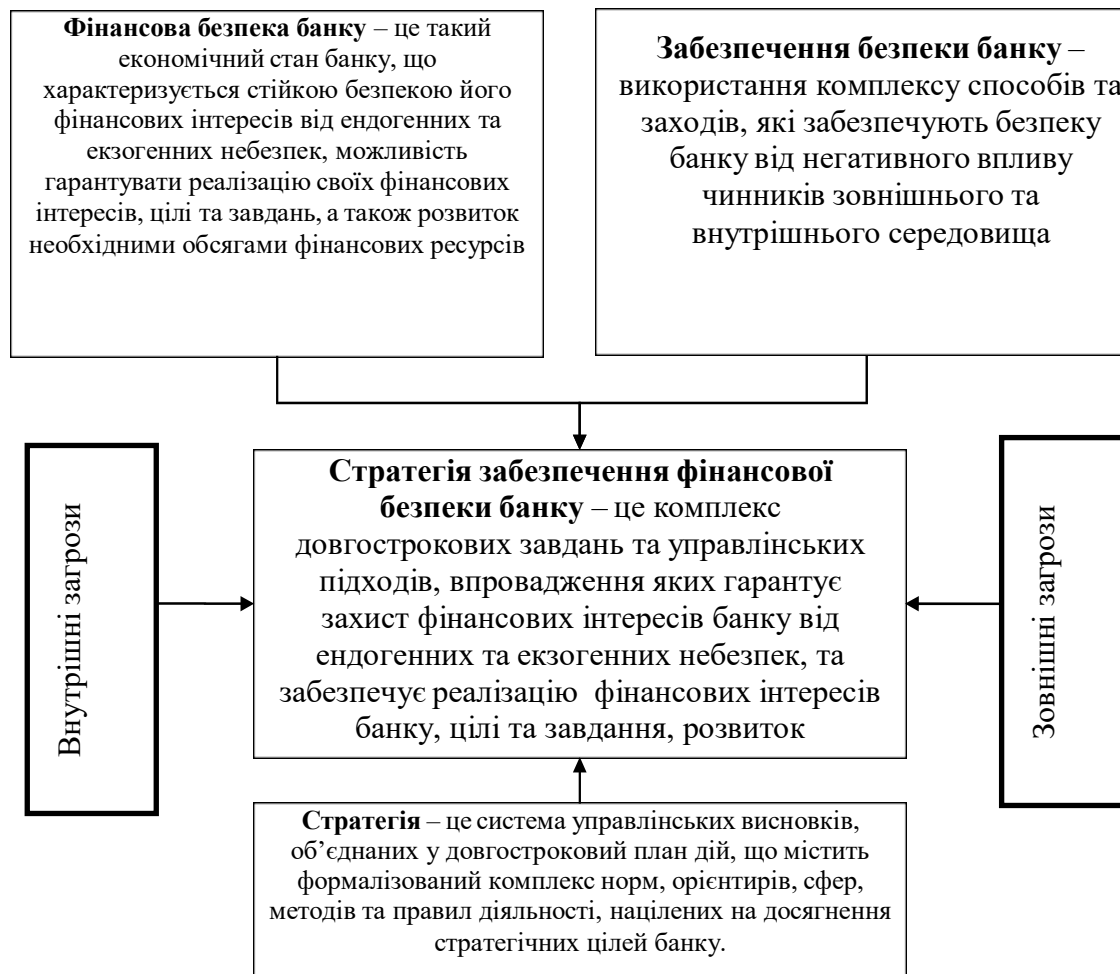 Фінансова безпека банку – це такий
економічний стан банку, що
характеризується стійкою безпекою його
фінансових інтересів від ендогенних та
екзогенних небезпек, можливість
гарантувати реалізацію своїх фінансових
інтересів, цілі та завдань, а також розвиток
необхідними обсягами фінансових ресурсів
Забезпечення безпеки банку –
використання комплексу способів та
заходів, які забезпечують безпеку
банку від негативного впливу
чинників зовнішнього та
внутрішнього середовища
Внутрішні загрози
Стратегія забезпечення фінансової
безпеки банку – це комплекс
довгострокових завдань та управлінських
підходів, впровадження яких гарантує
захист фінансових інтересів банку від
ендогенних та екзогенних небезпек, та
забезпечує реалізацію фінансових інтересів
банку, цілі та завдання, розвиток
Зовнішні загрози
Стратегія – це система управлінських висновків,
об’єднаних у довгостроковий план дій, що містить
формалізований комплекс норм, орієнтирів, сфер,
методів та правил діяльності, націлених на досягнення
стратегічних цілей банку.